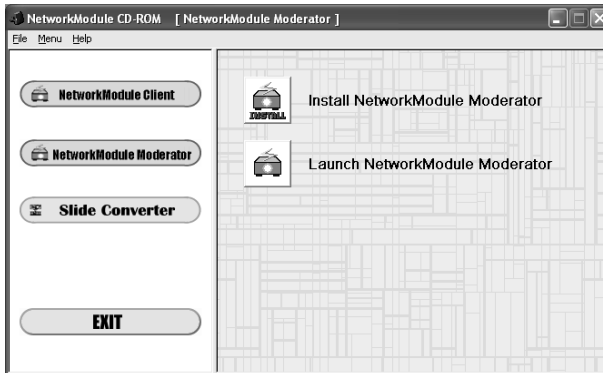 NetworkModule CD-ROM [ NetworkModule Moderator ]
File Menu Help
NetworkModule Client
NetworkModule Moderator
Slide Converter
EXIT
INSTALL
Install NetworkModule Moderator
Launch NetworkModule Moderator